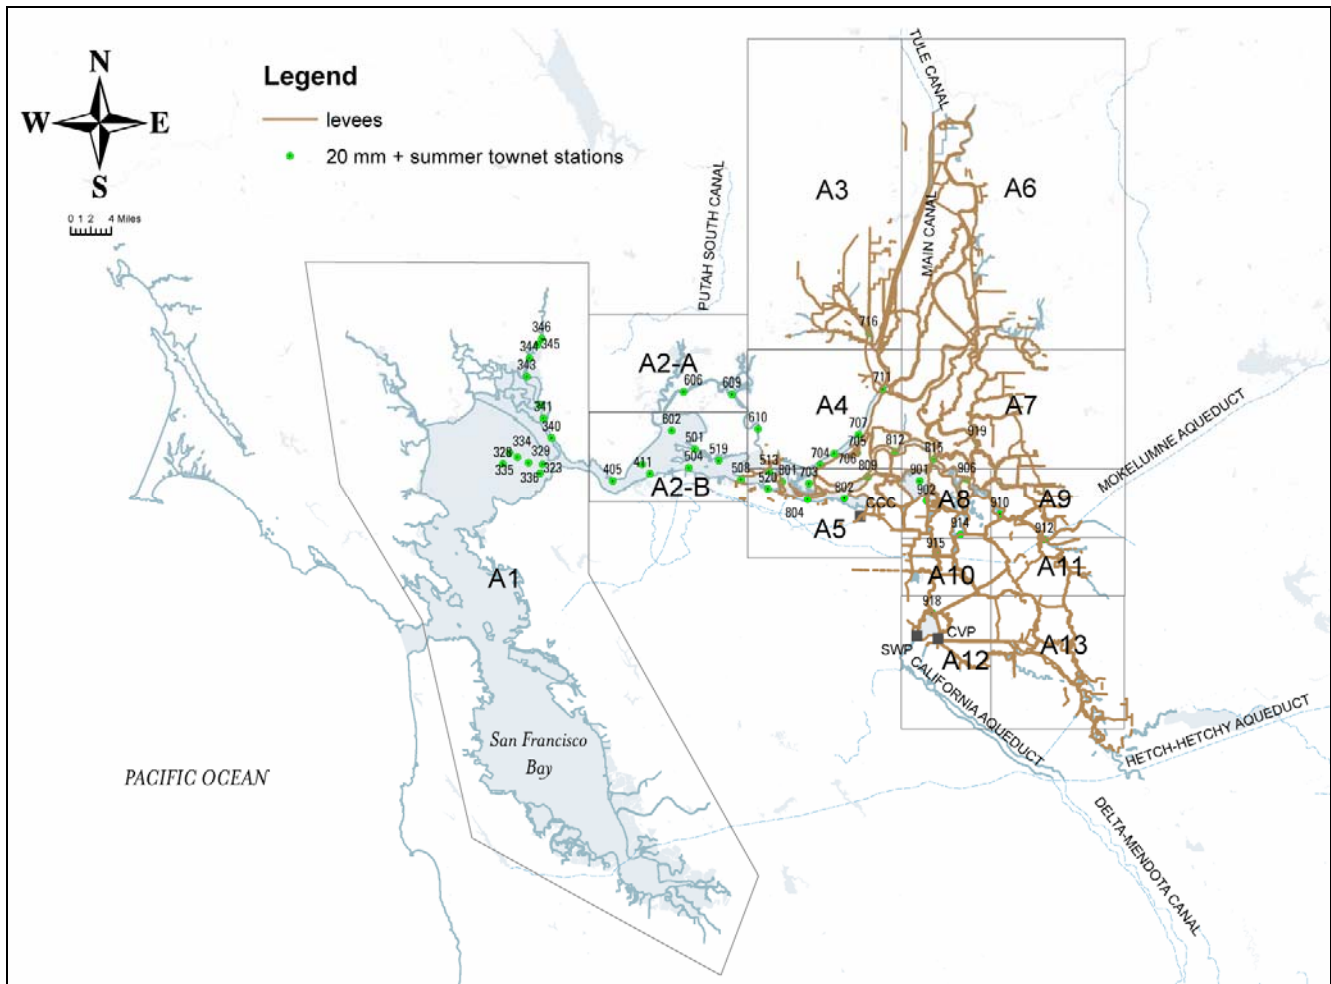 N
W E
S
0 1 2 4 Miles
Legend
levees
20 mm + summer townet stations
TULE CANAL
PUTAH SOUTH CANAL
MAIN CANAL
A3
A6
716
346
345
344
343
341
340
334
328
329
335
336
323
A2-A
606
609
602
501
504
519
411
405
A2-B
610
A4
711
707
705
704
706
A7
919
812
815
809
513
508
520
801
703
804
802
CCC
A5
901
902
906
A8
910
A9
914
915
912
A10
A11
918
CVP
SWP
A12
A13
MOKELUMNE AQUEDUCT
CALIFORNIA AQUEDUCT
HETCH-HETCHY AQUEDUCT
DELTA-MENDOTA CANAL
A1
San Francisco
Bay
PACIFIC OCEAN